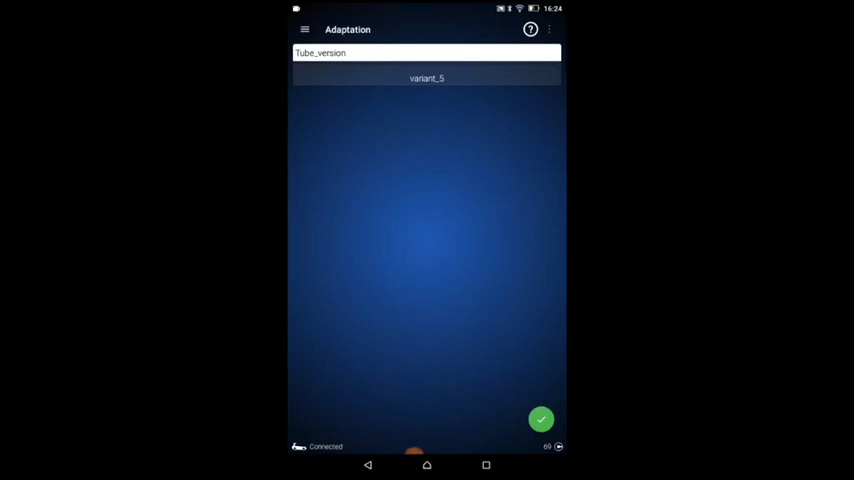 16:24
Adaptation
Tube_version
variant_5
Connected
69